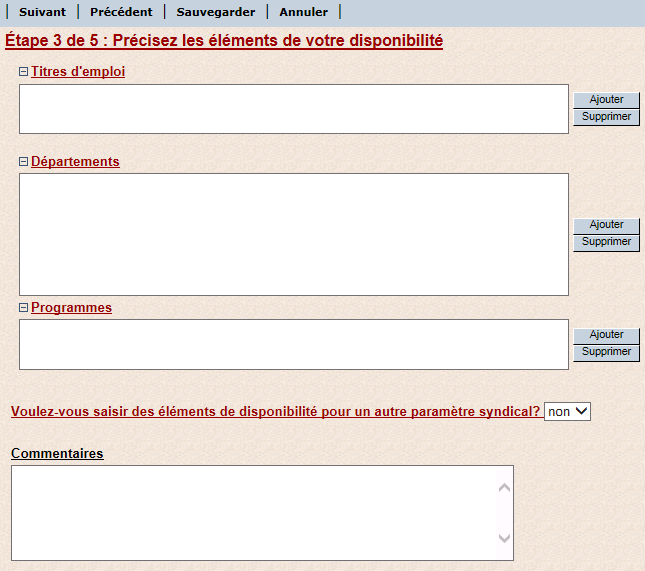 | Suivant | Précédent | Sauvegarder | Annuler |
Étape 3 de 5 : Précisez les éléments de votre disponibilité
Titres d'emploi
Ajouter
Supprimer
Départements
Ajouter
Supprimer
Programmes
Ajouter
Supprimer
Voulez-vous saisir des éléments de disponibilité pour un autre paramètre syndical? non
Commentaires